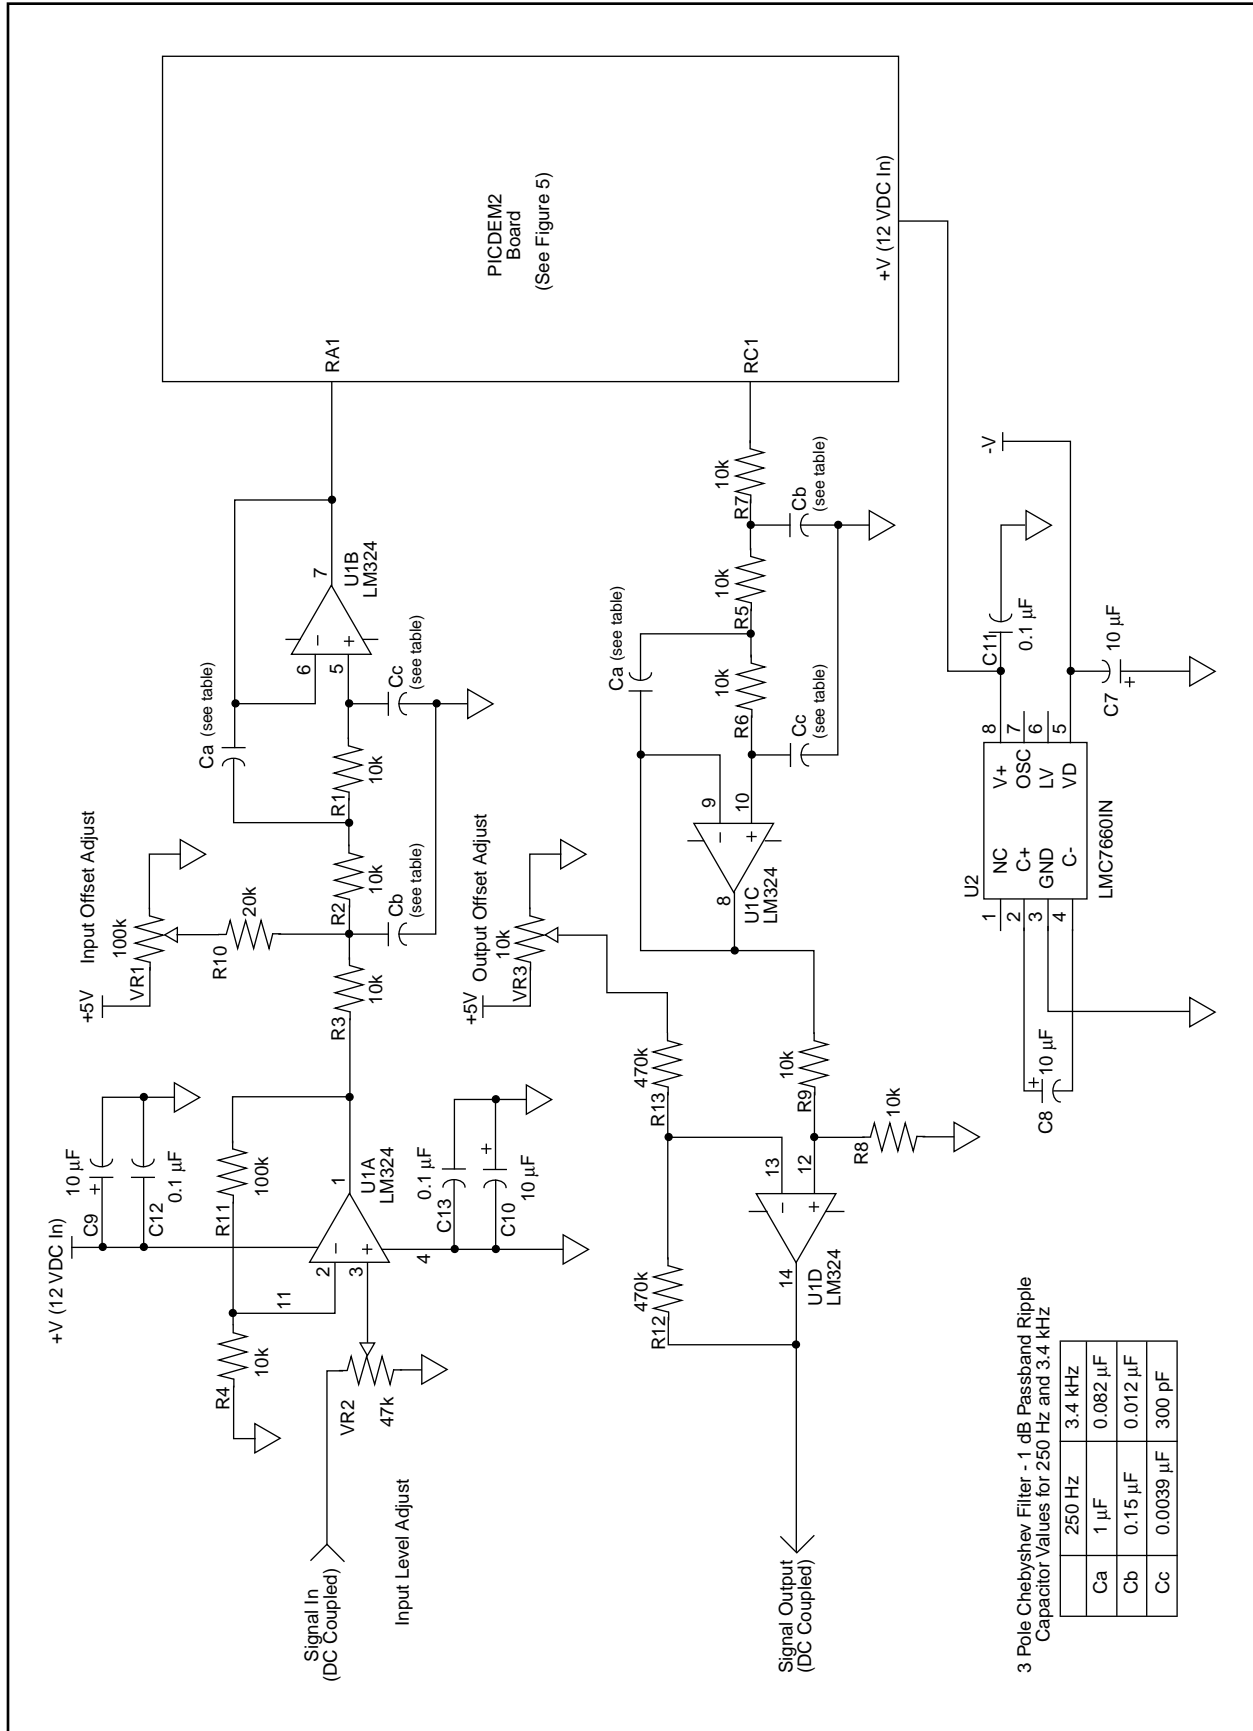 +V (12 VDC In)
C9
10 µF
+
C12
0.1 µF
R4
10k
R11
100k
11
2
3
1
4
U1A
LM324
−
+
Signal In
(DC Coupled)
Input Level Adjust
VR2
47k
C13
0.1 µF
C10
10 µF
+
+5V
VR1
100k
Input Offset Adjust
R10
20k
R3
10k
R2
10k
R1
10k
Cb (see table)
Ca (see table)
Cc
(see table)
6
5
7
−
+
U1B
LM324
RA1
PICDEM2
Board
(See Figure 5)
RC1
+V (12 VDC In)
+5V
VR3
10k
Output Offset Adjust
Signal Output
(DC Coupled)
R12
470k
R13
470k
14
13
12
−
+
U1D
LM324
R9
10k
R8
10k
8
9
10
−
+
U1C
LM324
Ca (see table)
R6
10k
R5
10k
R7
10k
Cc
(see table)
Cb
(see table)
C8
10 µF
+
U2
1
2
3
4
NC
C+
GND
C-
V+
OSC
LV
VD
8
7
6
5
LMC7660IN
C11
0.1 µF
C7
10 µF
+
-V
3 Pole Chebyshev Filter - 1 dB Passband Ripple
Capacitor Values for 250 Hz and 3.4 kHz
250 Hz 3.4 kHz
Ca 1 µF 0.082 µF
Cb 0.15 µF 0.012 µF
Cc 0.0039 µF 300 pF